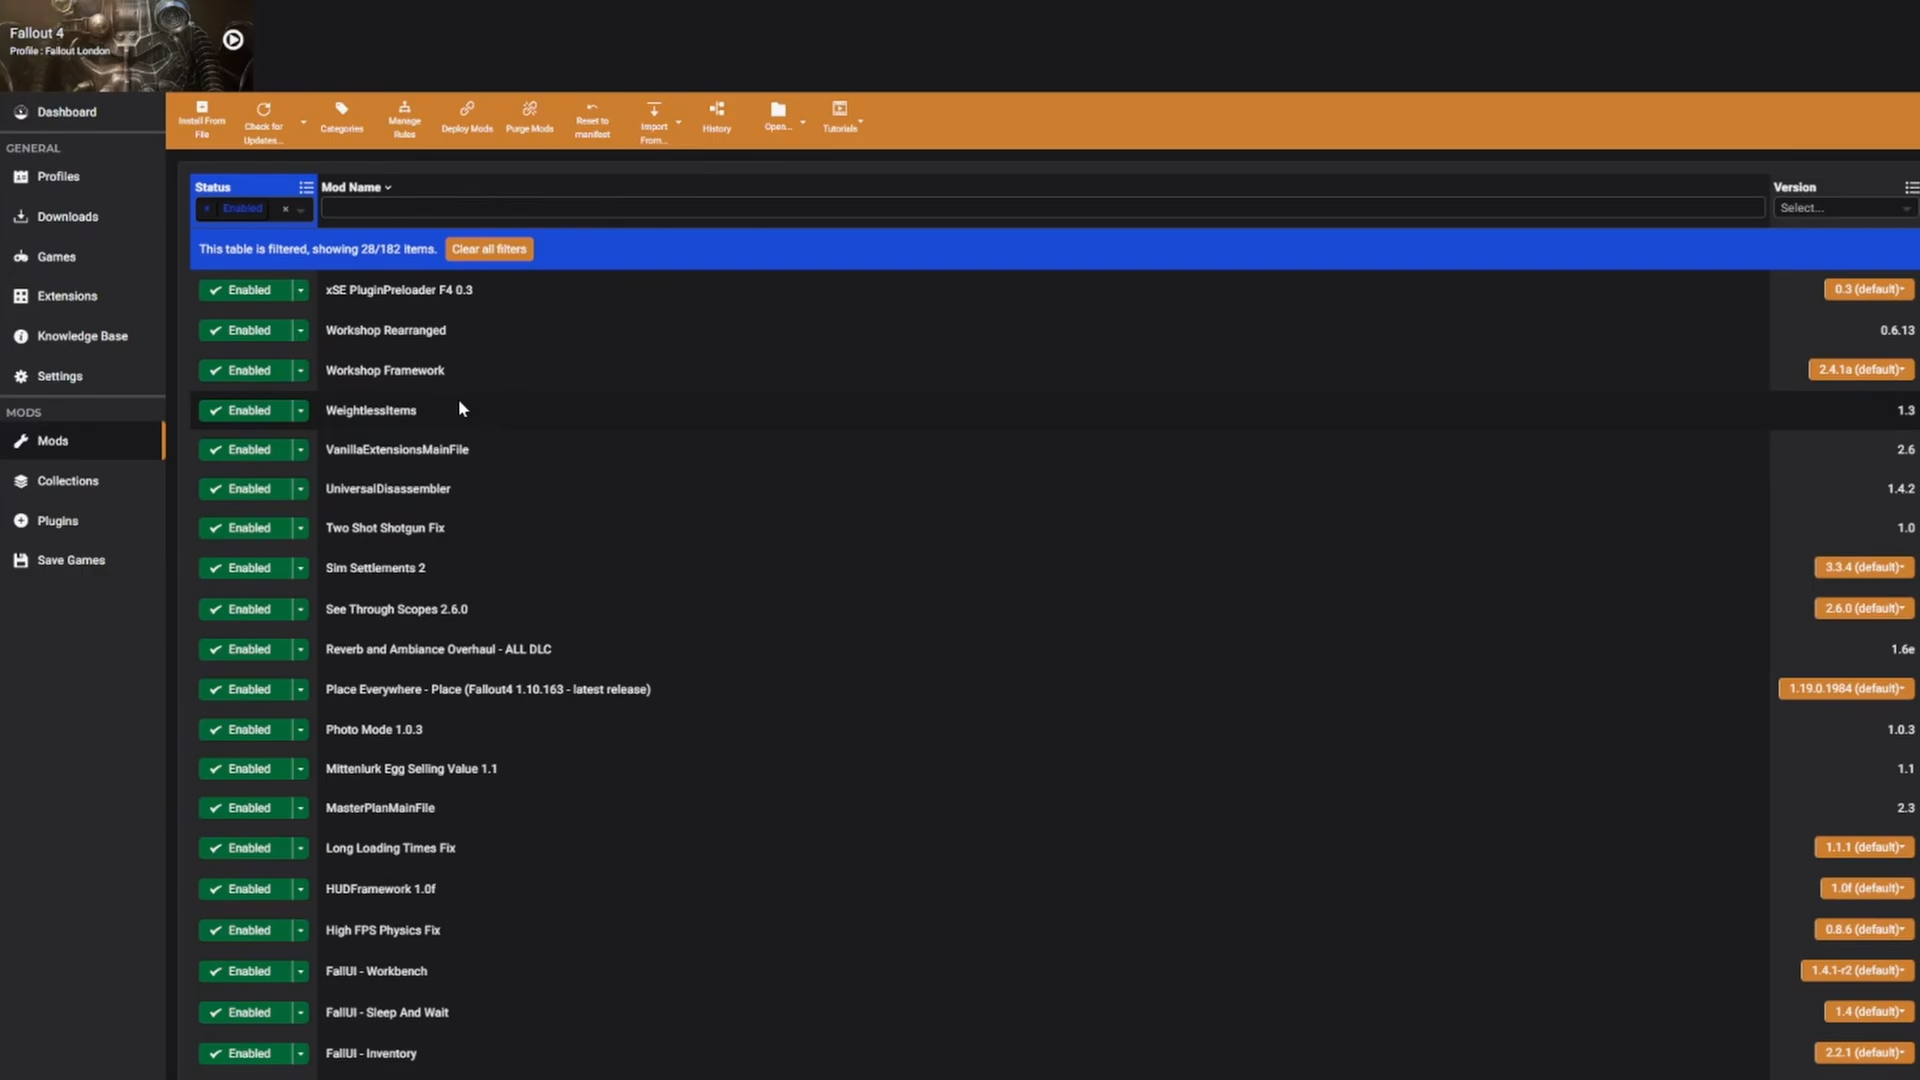 Fallout 4
Profile : Fallout London
Dashboard
GENERAL
Profiles
Downloads
Games
Extensions
Knowledge Base
Settings
MODS
Mods
Collections
Plugins
Save Games
Install From File
Check for Updates...
Categories
Manage Rules
Deploy Mods
Purge Mods
Reset to manifest
Import From...
History
Open...
Tutorials
Status
Mod Name
Version
Enabled
Select...
This table is filtered, showing 28/182 items.
Clear all filters
Enabled xSE PluginPreloader F4 0.3 0.3 (default)
Enabled Workshop Rearranged 0.6.13
Enabled Workshop Framework 2.4.1a (default)
Enabled WeightlessItems 1.3
Enabled VanillaExtensionsMainFile 2.6
Enabled UniversalDisassembler 1.4.2
Enabled Two Shot Shotgun Fix 1.0
Enabled Sim Settlements 2 3.3.4 (default)
Enabled See Through Scopes 2.6.0 2.6.0 (default)
Enabled Reverb and Ambiance Overhaul - ALL DLC 1.6e
Enabled Place Everywhere - Place (Fallout4 1.10.163 - latest release) 1.19.0.1984 (default)
Enabled Photo Mode 1.0.3 1.0.3
Enabled Mittenlurk Egg Selling Value 1.1 1.1
Enabled MasterPlanMainFile 2.3
Enabled Long Loading Times Fix 1.1.1 (default)
Enabled HUDFramework 1.0f 1.0f (default)
Enabled High FPS Physics Fix 0.8.6 (default)
Enabled FallUI - Workbench 1.4.1-r2 (default)
Enabled FallUI - Sleep And Wait 1.4 (default)
Enabled FallUI - Inventory 2.2.1 (default)